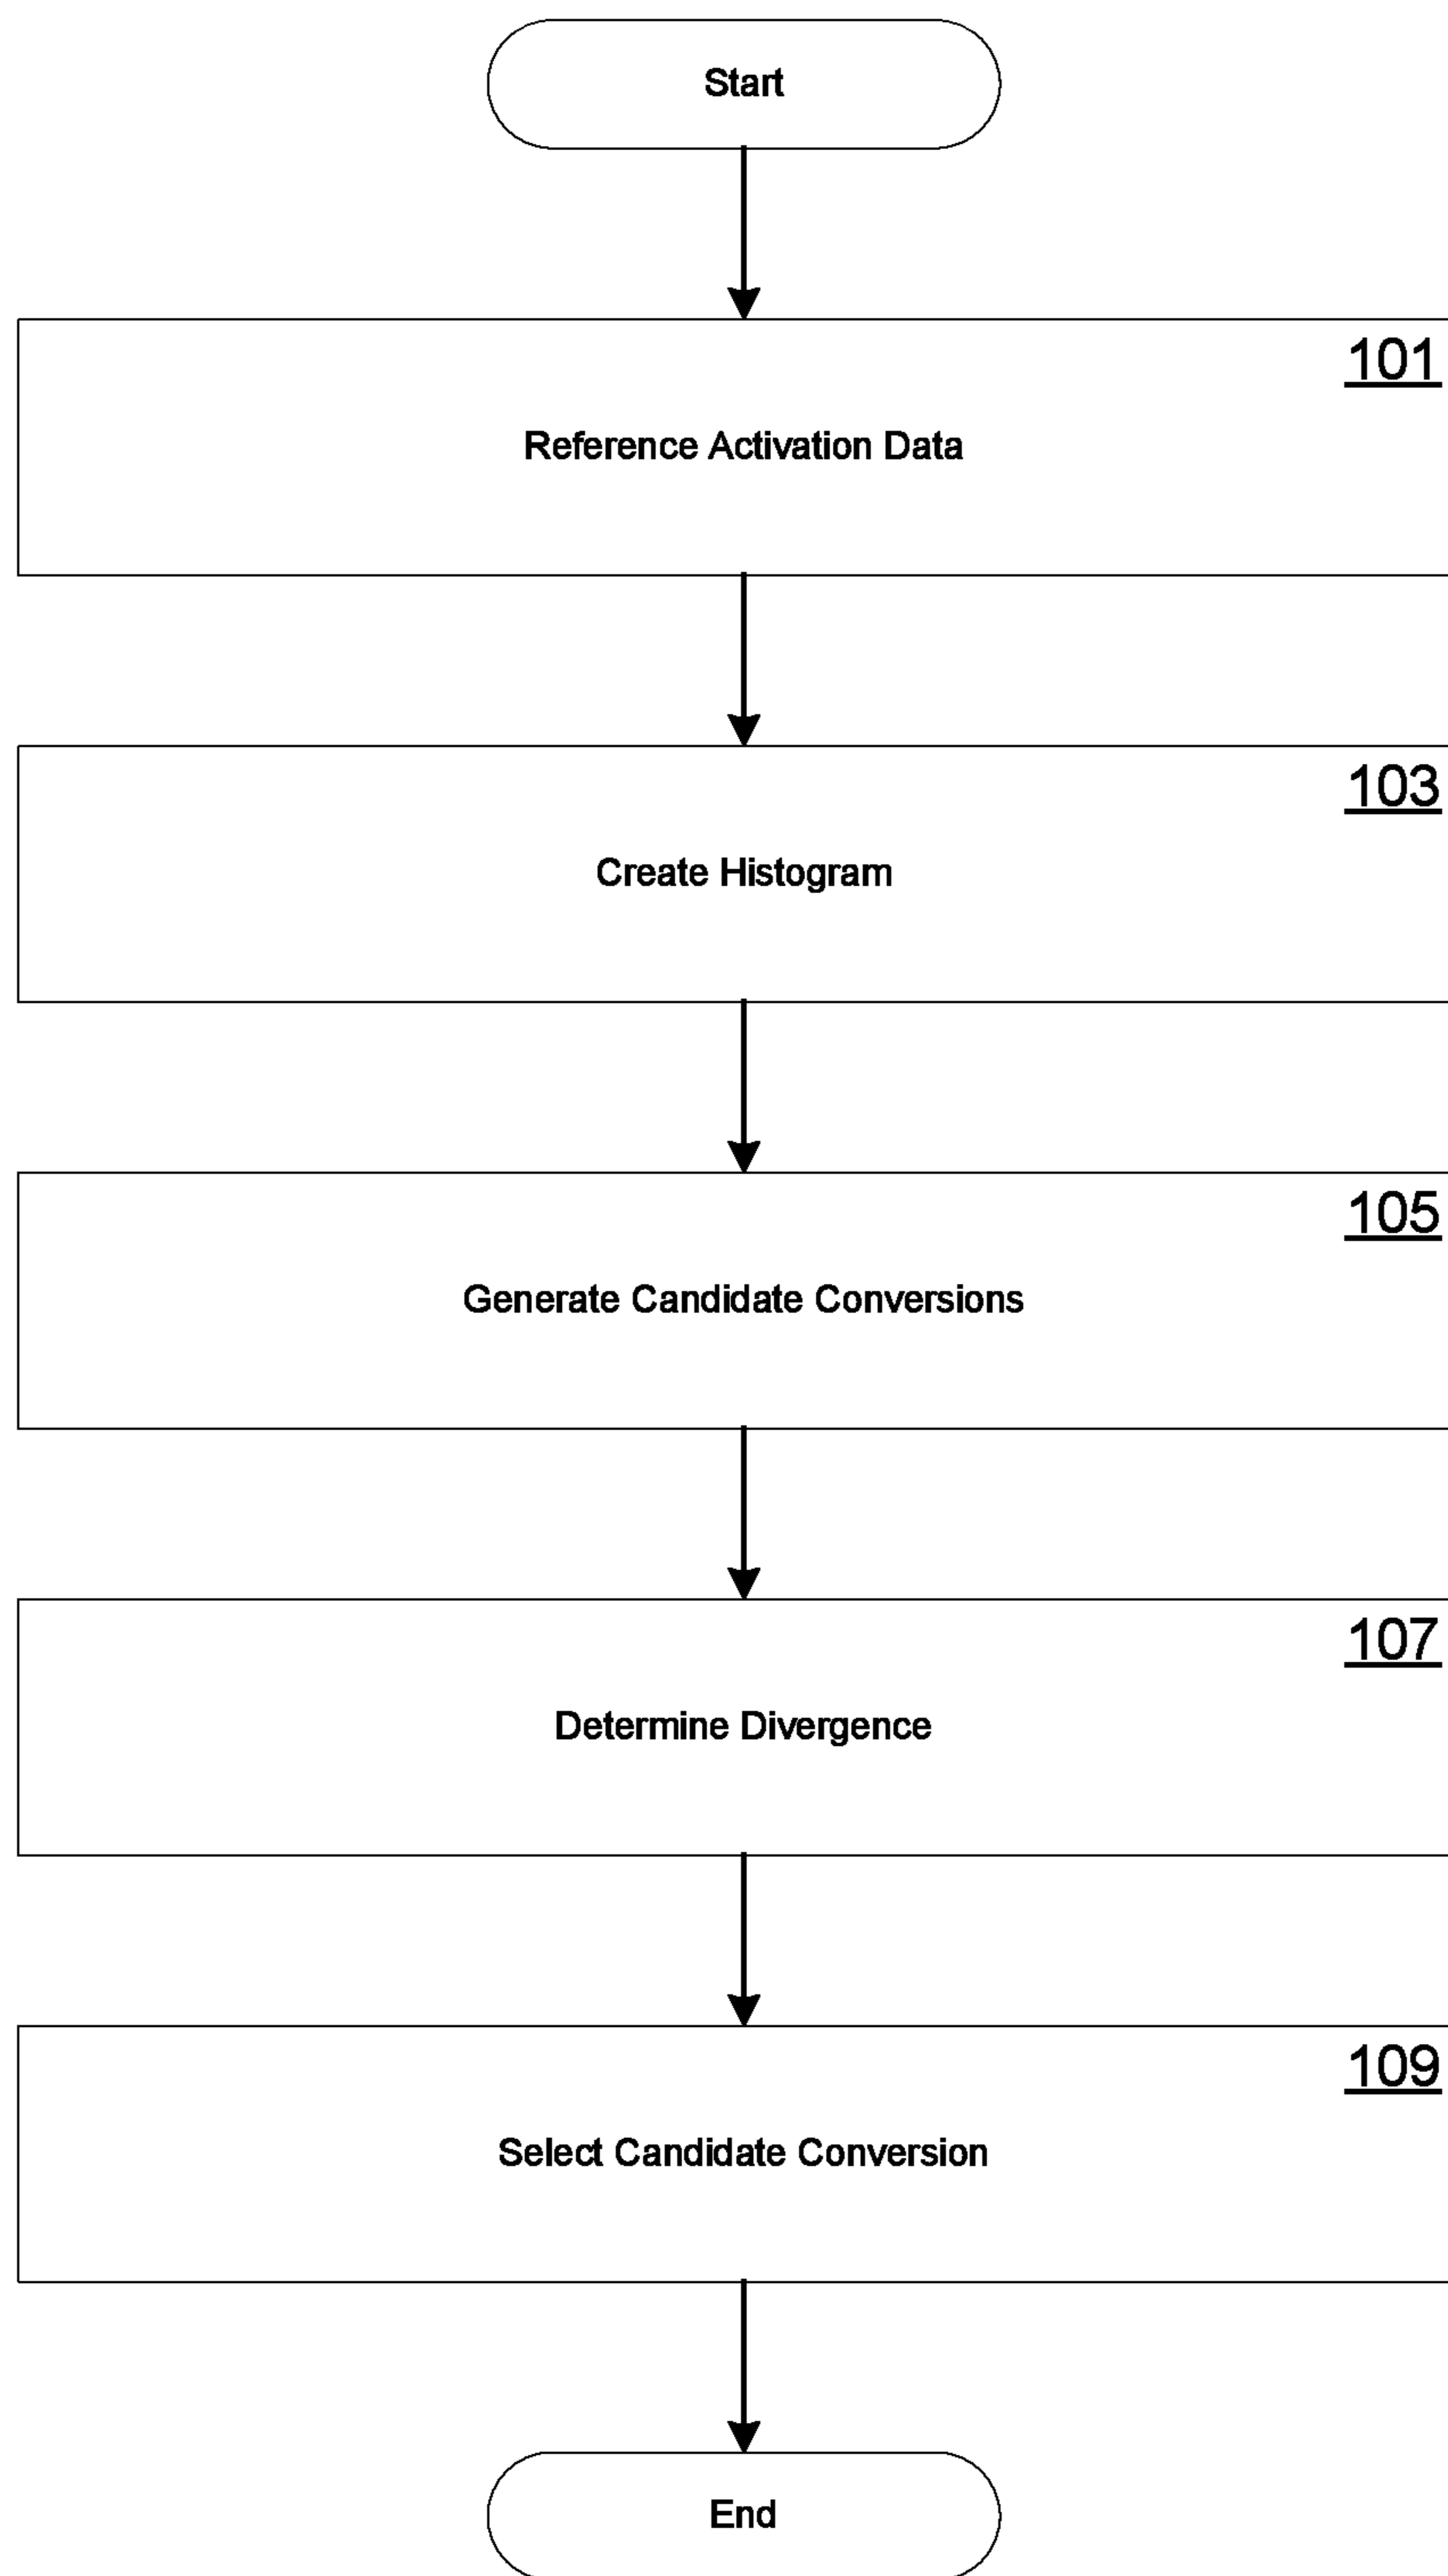 Start
101
Reference Activation Data
103
Create Histogram
105
Generate Candidate Conversions
107
Determine Divergence
109
Select Candidate Conversion
End